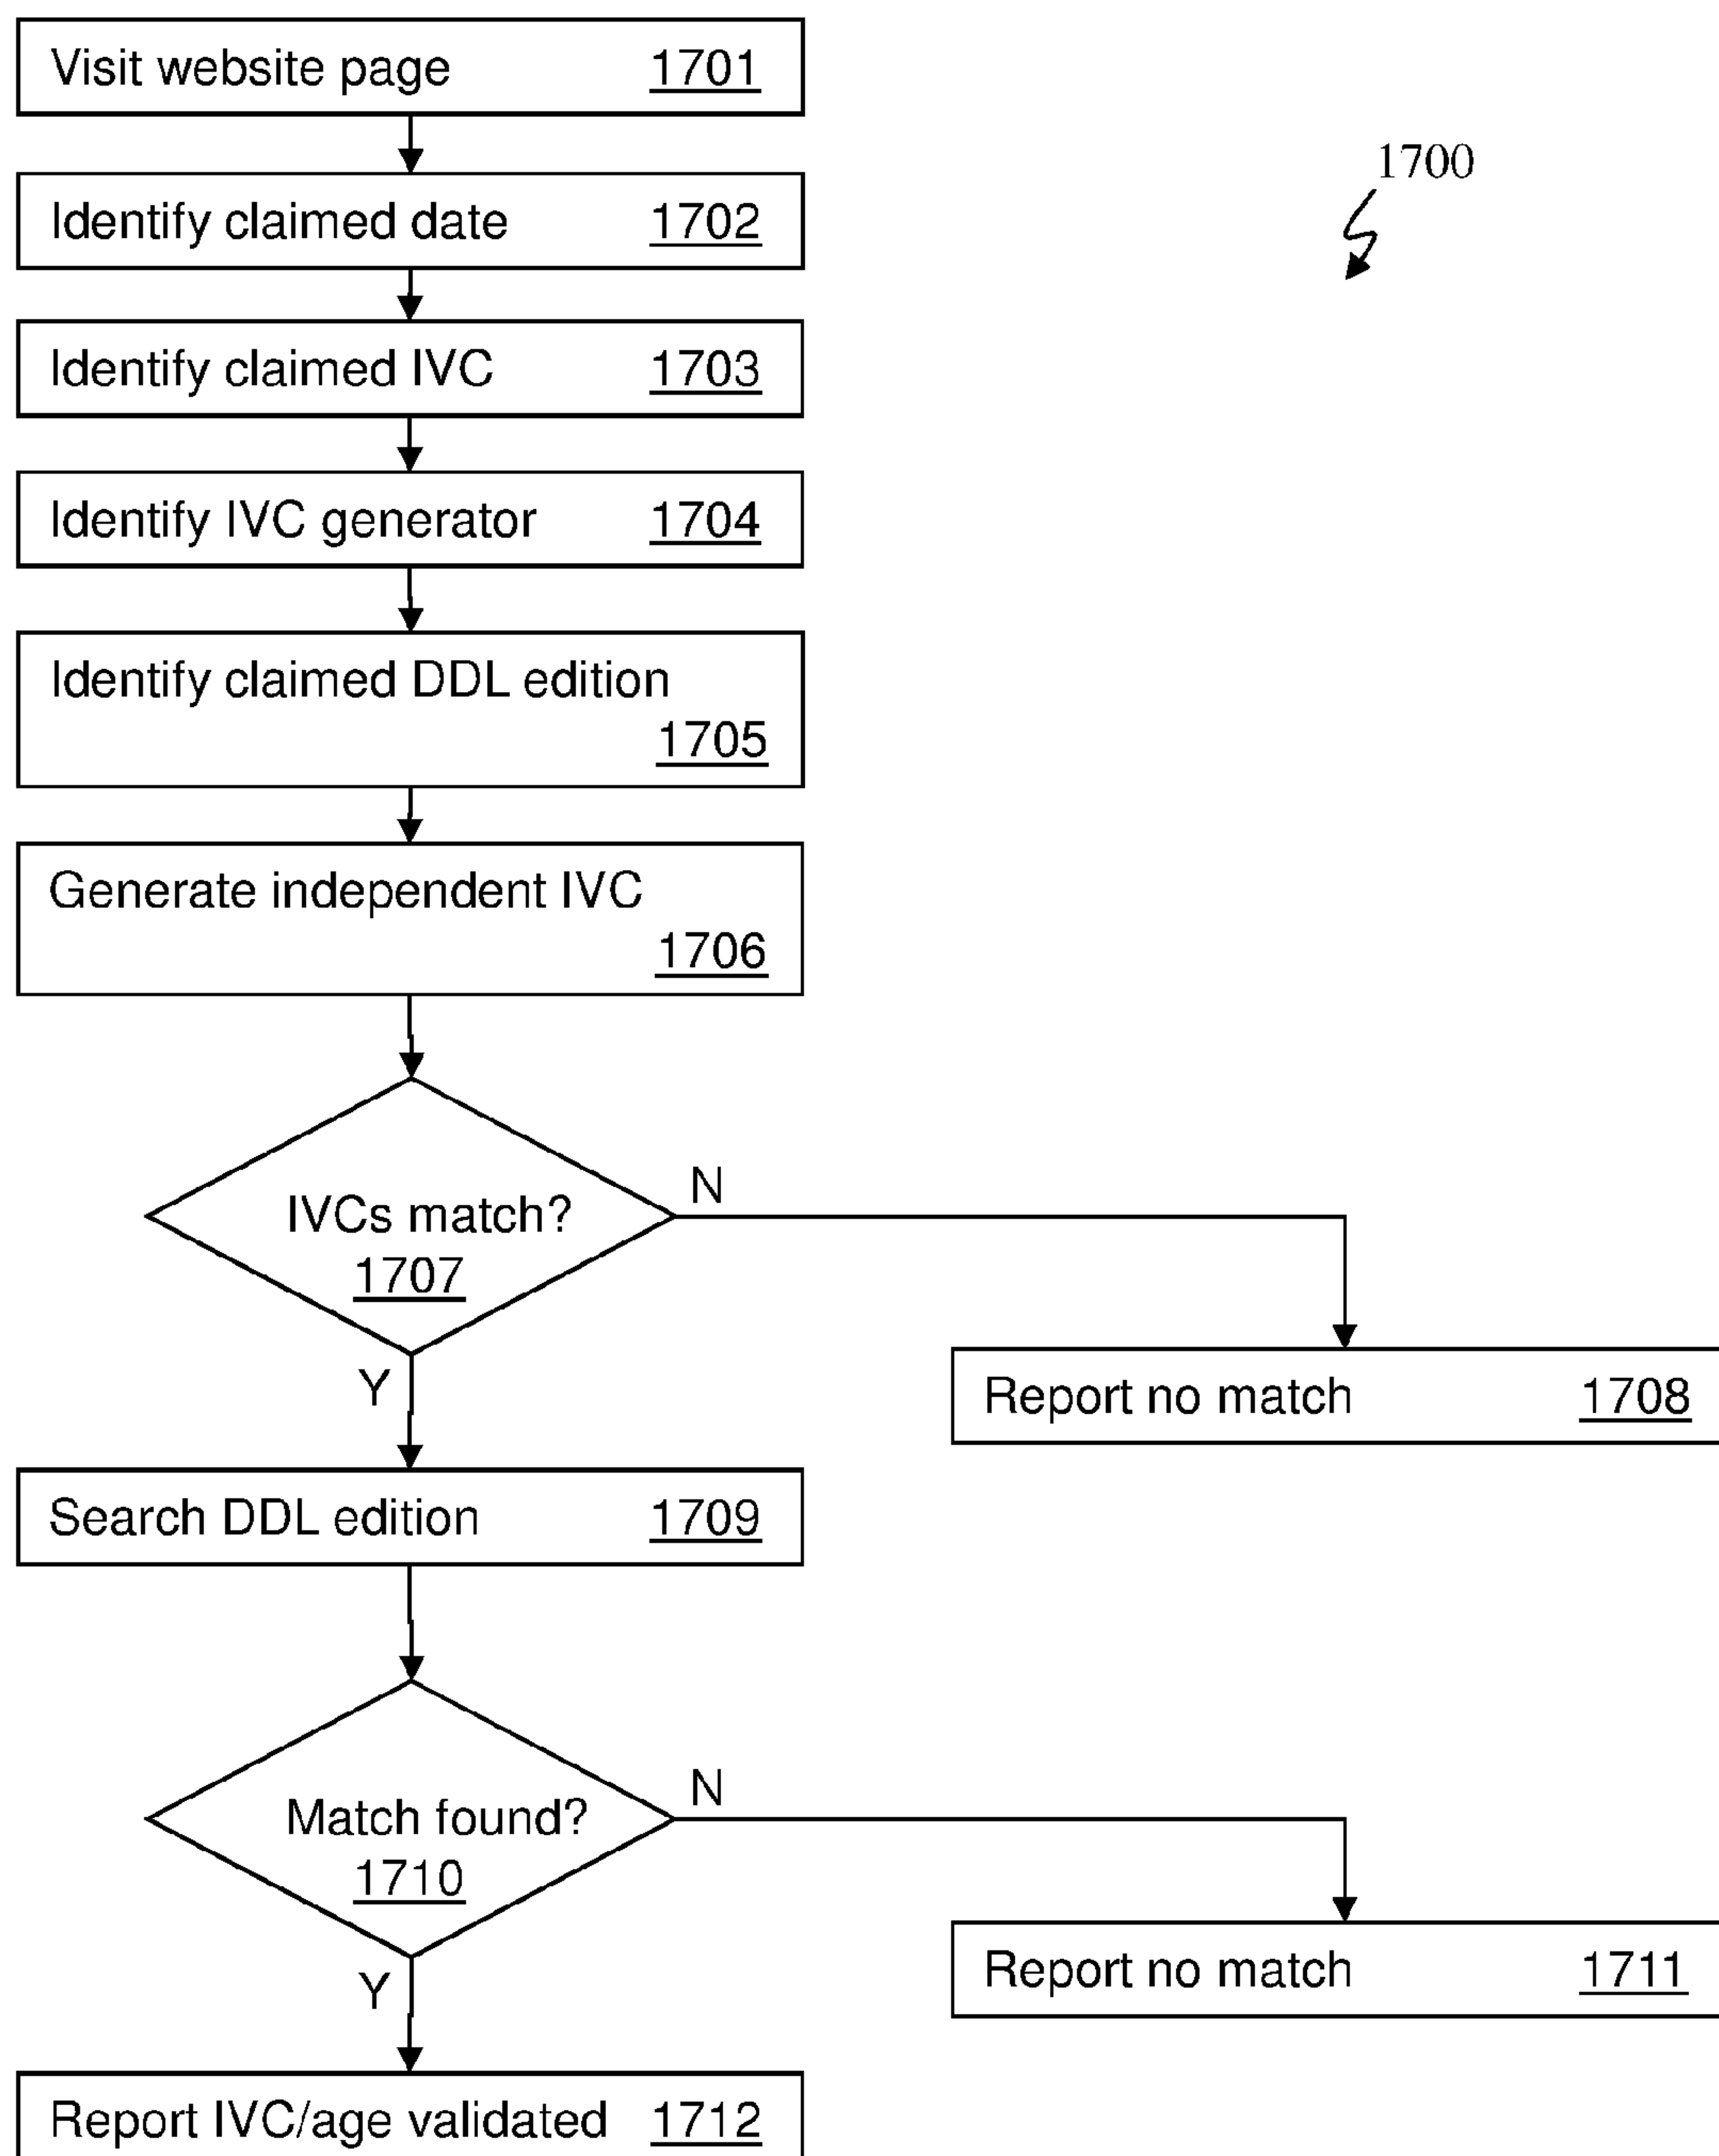 Visit website page 1701
1700
Identify claimed date 1702
Identify claimed IVC 1703
Identify IVC generator 1704
Identify claimed DDL edition
1705
Generate independent IVC
1706
IVCs match?
1707
N
Y
Report no match 1708
Search DDL edition 1709
Match found?
1710
N
Y
Report no match 1711
Report IVC/age validated 1712